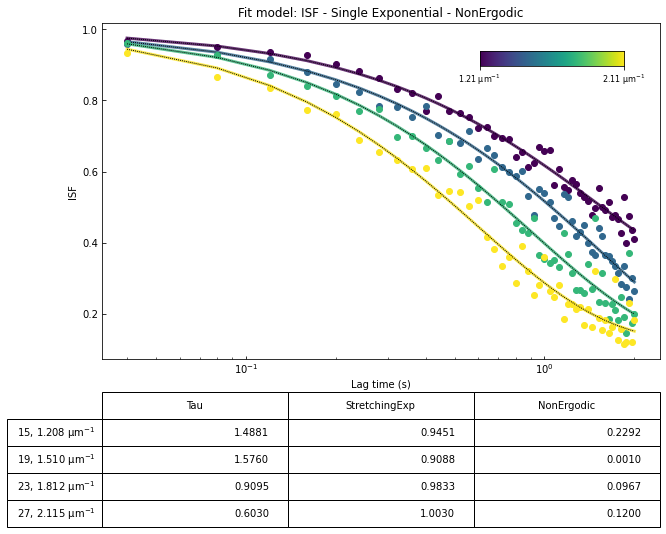 Fit model: ISF - Single Exponential - NonErgodic
1.0
1.21 μm⁻¹ 2.11 μm⁻¹
0.8
0.6
ISF
0.4
0.2
10⁻¹ 10⁰
Lag time (s)
Tau StretchingExp NonErgodic
15, 1.208 μm⁻¹ 1.4881 0.9451 0.2292
19, 1.510 μm⁻¹ 1.5760 0.9088 0.0010
23, 1.812 μm⁻¹ 0.9095 0.9833 0.0967
27, 2.115 μm⁻¹ 0.6030 1.0030 0.1200